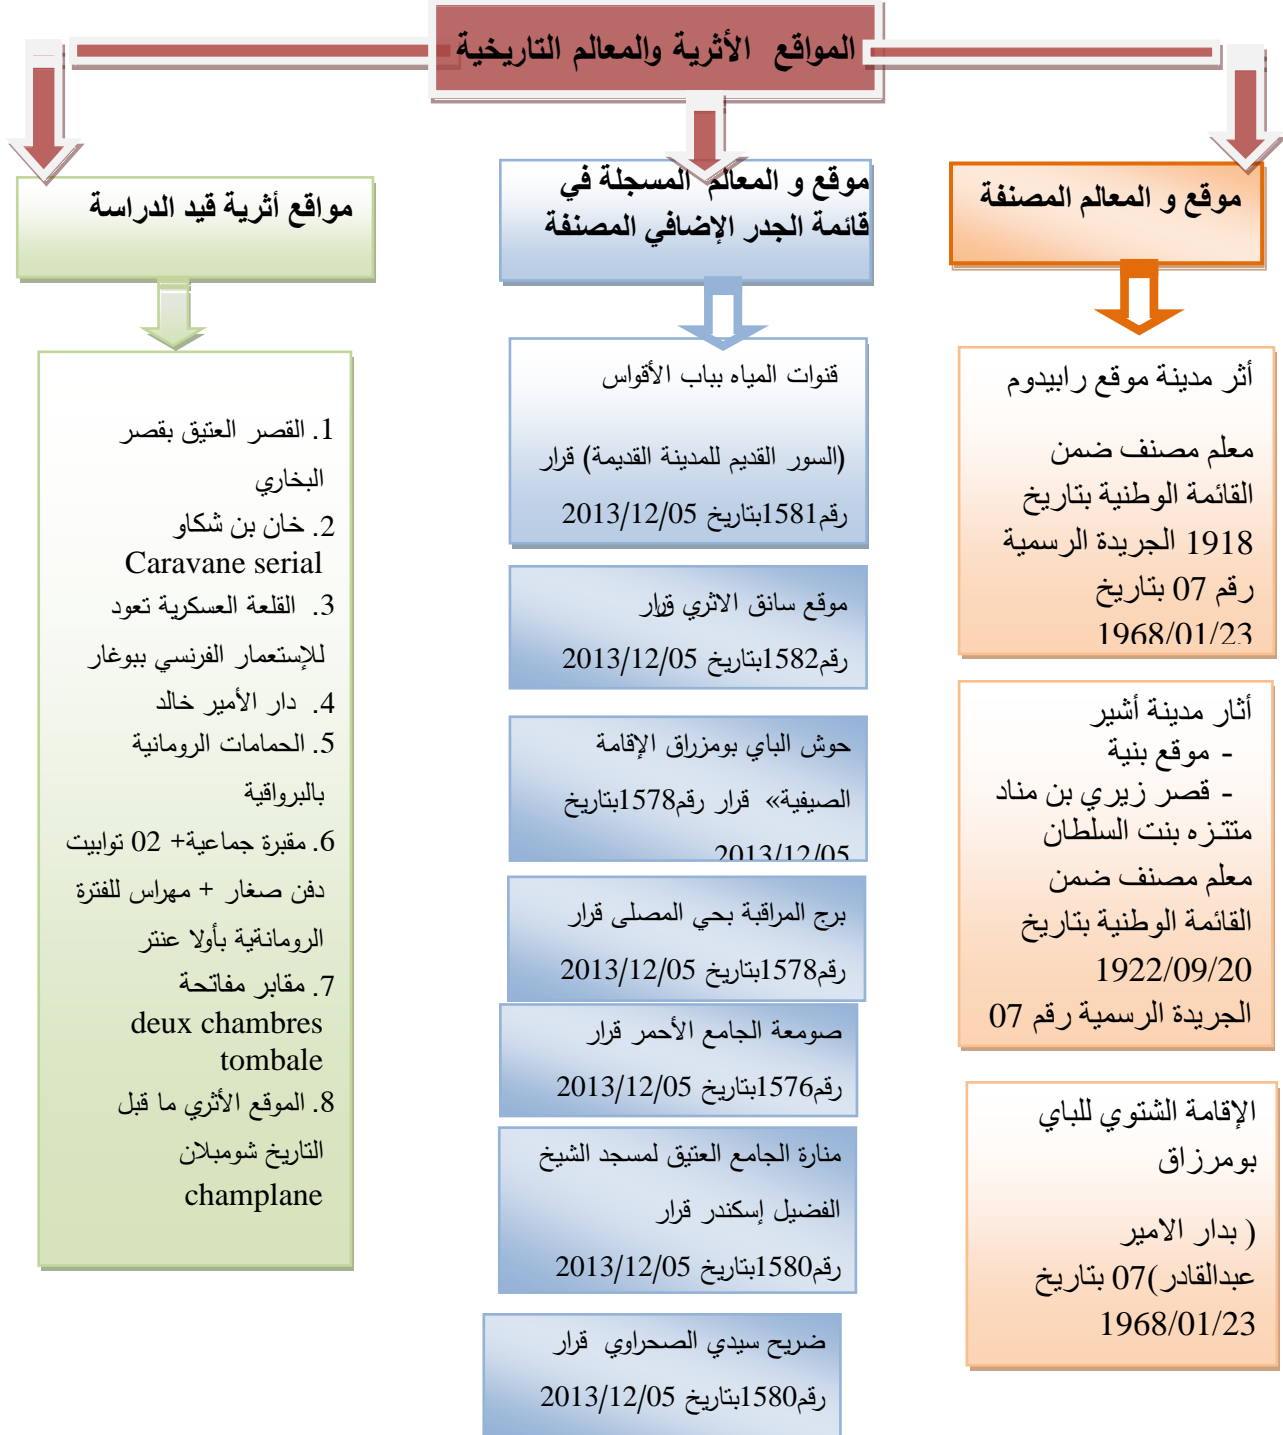 المواقع الأثرية والمعالم التاريخية
موقع و المعالم المصنفة
أثر مدينة موقع رابيدوم
معلم مصنف ضمن
القائمة الوطنية بتاريخ
1918 الجريدة الرسمية
رقم 07 بتاريخ
1968/01/23
أثار مدينة أشير
- موقع بنية
- قصر زيري بن مناد
متتزه بنت السلطان
معلم مصنف ضمن
القائمة الوطنية بتاريخ
1922/09/20
الجريدة الرسمية رقم 07
الإقامة الشتوي للباي
بومرزاق
( بدار الامير
عبدالقادر)07 بتاريخ
1968/01/23
موقع و المعالم المسجلة في
قائمة الجدر الإضافي المصنفة
قنوات المياه بباب الأقواس
(السور القديم للمدينة القديمة) قرار
رقم1581بتاريخ 2013/12/05
موقع سانق الاثري قرار
رقم1582بتاريخ 2013/12/05
حوش الباي بومزراق الإقامة
الصيفية» قرار رقم1578بتاريخ
2013/12/05
برج المراقبة بحي المصلى قرار
رقم1578بتاريخ 2013/12/05
صومعة الجامع الأحمر قرار
رقم1576بتاريخ 2013/12/05
منارة الجامع العتيق لمسجد الشيخ
الفضيل إسكندر قرار
رقم1580بتاريخ 2013/12/05
ضريح سيدي الصحراوي قرار
رقم1580بتاريخ 2013/12/05
مواقع أثرية قيد الدراسة
1. القصر العتيق بقصر
البخاري
2. خان بن شكاو
Caravane serial
3. القلعة العسكرية تعود
للإستعمار الفرنسي ببوغار
4. دار الأمير خالد
5. الحمامات الرومانية
بالبرواقية
6. مقبرة جماعية+ 02 توابيت
دفن صغار + مهراس للفترة
الرومانةية بأولا عنتر
7. مقابر مفاتحة
deux chambres
tombale
8. الموقع الأثري ما قبل
التاريخ شومبلان
champlane